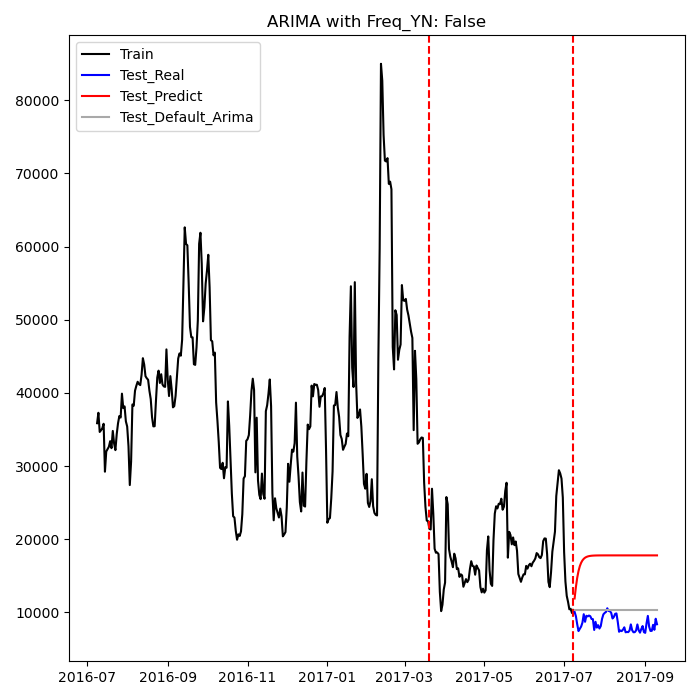 ARIMA with Freq_YN: False
Train
Test_Real
Test_Predict
Test_Default_Arima
80000
70000
60000
50000
40000
30000
20000
10000
2016-07 2016-09 2016-11 2017-01 2017-03 2017-05 2017-07 2017-09